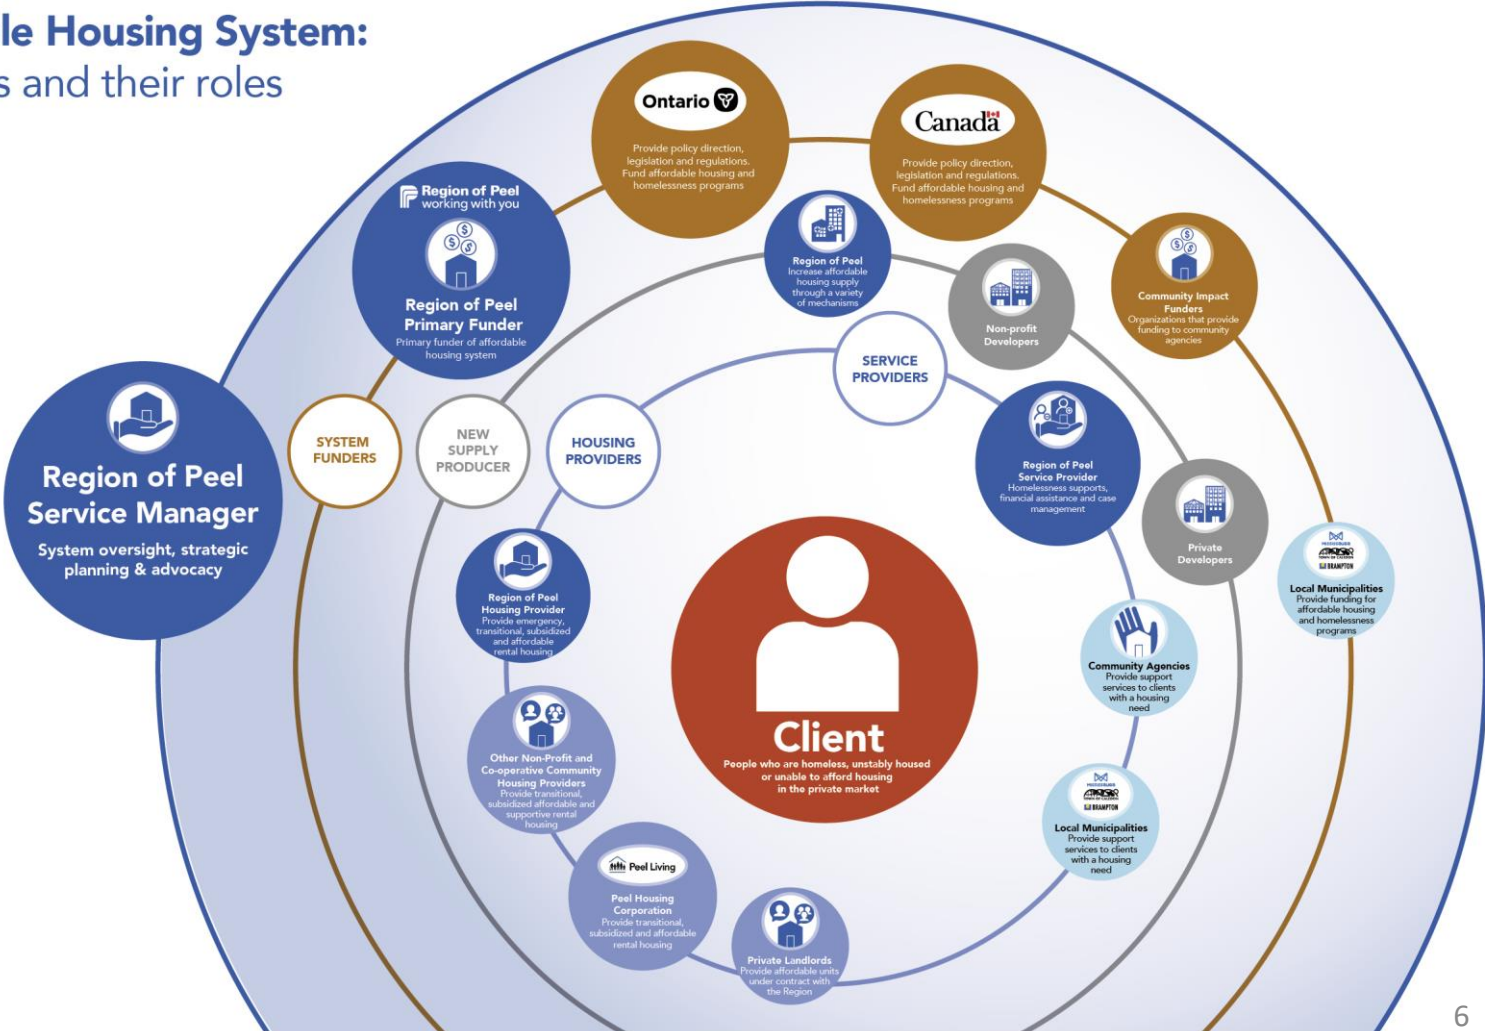 le Housing System:
s and their roles
Ontario
Provide policy direction,
legislation and regulations.
Fund affordable housing and
homelessness programs
Canada
Provide policy direction,
legislation and regulations.
Fund affordable housing and
homelessness programs
Region of Peel
working with you
$
$ $
Region of Peel
Primary Funder
Primary funder of affordable
housing system
Region of Peel
Increase affordable
housing supply
through a variety
of mechanisms
Non-profit
Developers
$
$ $
Community Impact
Funders
Organizations that provide
funding to community
agencies
Region of Peel
Service Manager
System oversight, strategic
planning & advocacy
SYSTEM
FUNDERS
NEW
SUPPLY
PRODUCER
HOUSING
PROVIDERS
SERVICE
PROVIDERS
Region of Peel
Service Provider
Homelessness supports,
financial assistance and case
management
Private
Developers
MISSISSAUGA
TOWN OF CALEDON
BRAMPTON
Local Municipalities
Provide funding for
affordable housing
and homelessness
programs
Region of Peel
Housing Provider
Provide emergency,
transitional, subsidized
and affordable
rental housing
Community Agencies
Provide support
services to clients
with a housing
need
Other Non-Profit and
Co-operative Community
Housing Providers
Provide transitional,
subsidized affordable and
supportive rental
housing
Client
People who are homeless, unstably housed
or unable to afford housing
in the private market
MISSISSAUGA
TOWN OF CALEDON
BRAMPTON
Local Municipalities
Provide support
services to clients
with a housing
need
Peel Living
Peel Housing
Corporation
Provide transitional,
subsidized and affordable
rental housing
Private Landlords
Provide affordable units
under contract with
the Region
6